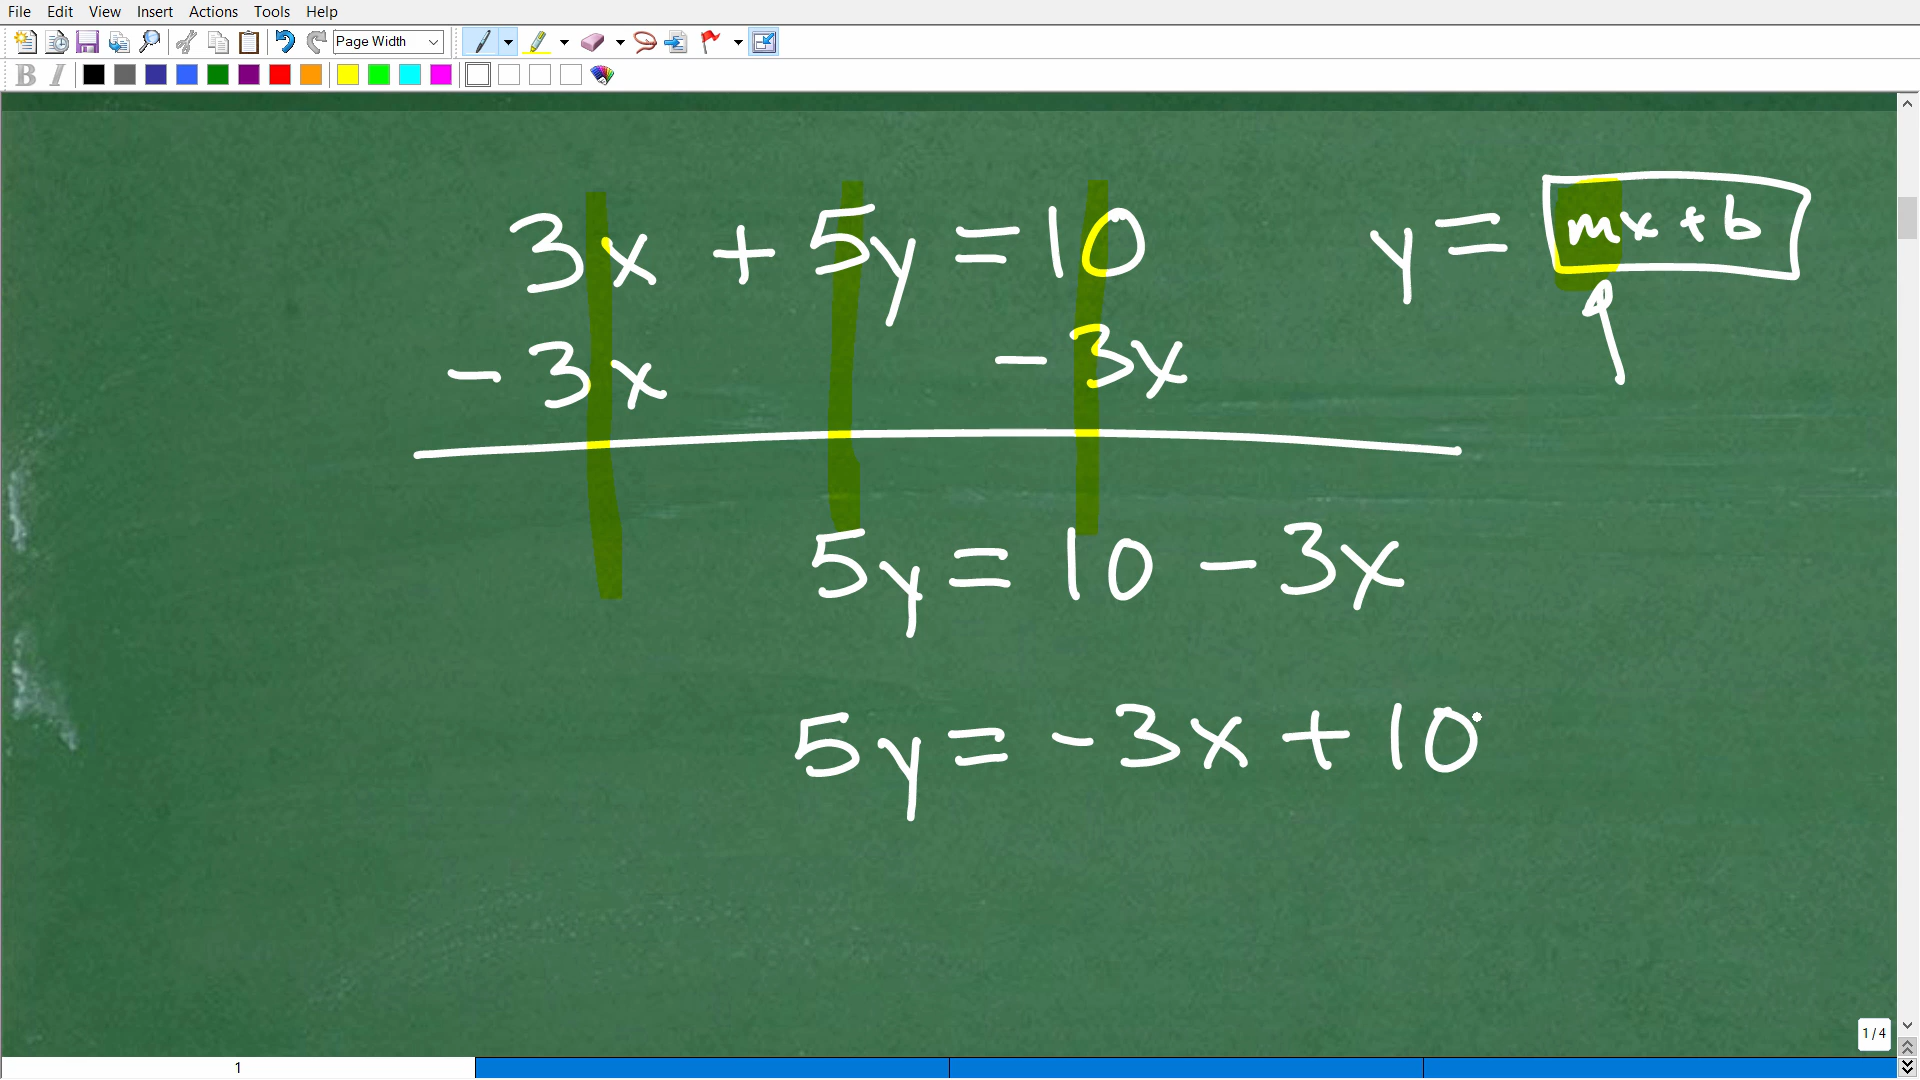 File Edit View Insert Actions Tools Help
Page Width
B I
3x + 5y = 10
y = mx + b
- 3x - 3x
5y = 10 - 3x
5y = - 3x + 10
1 / 4
1